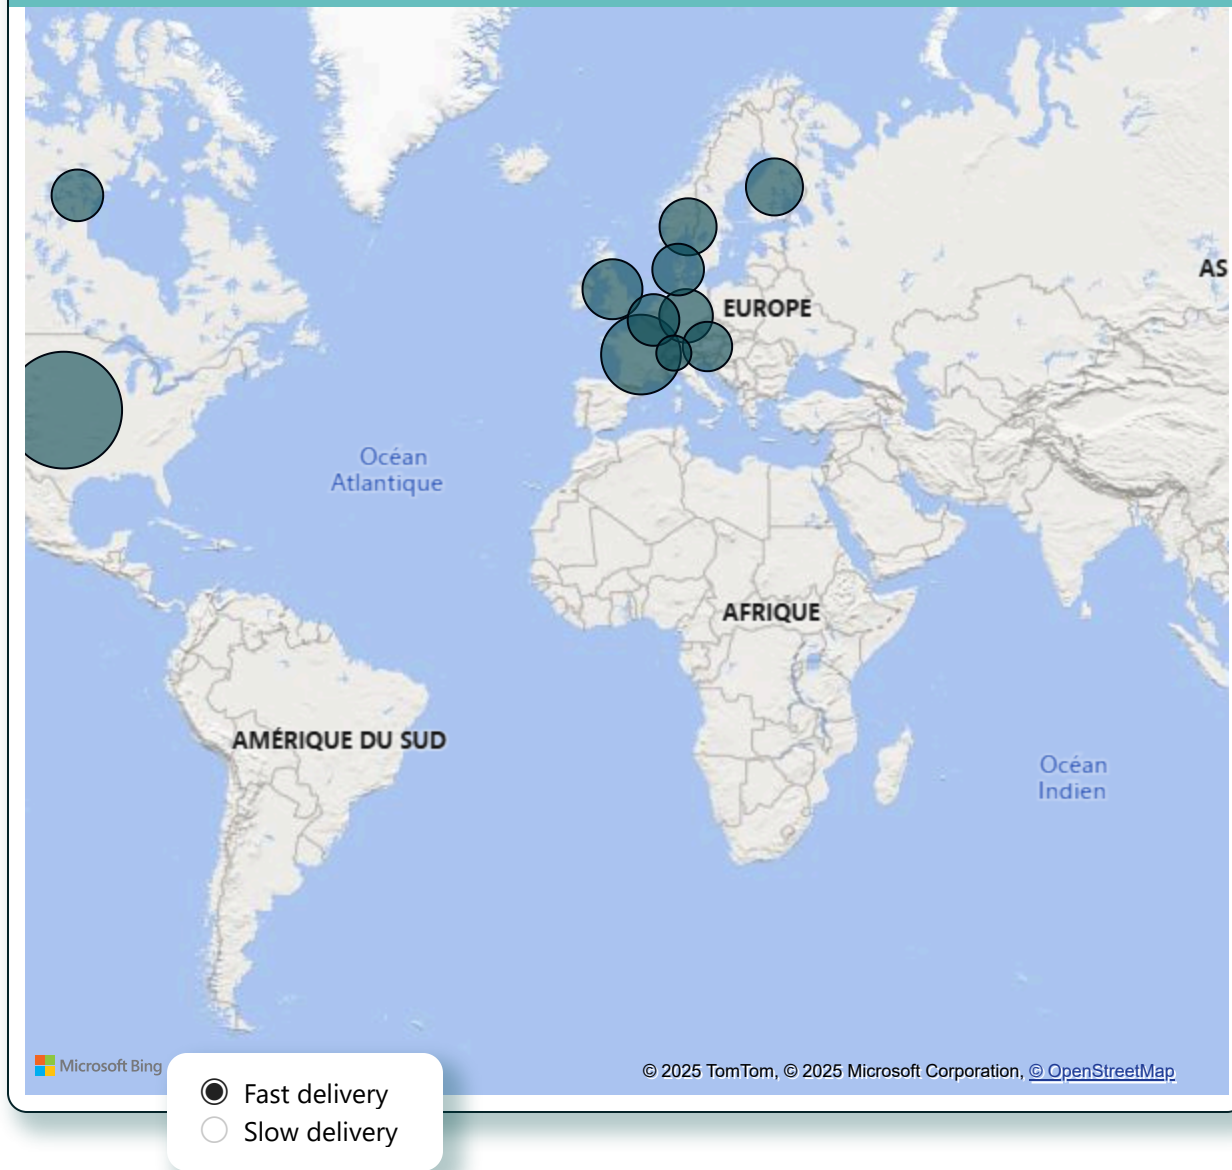 EUROPE
AS
Océan
Atlantique
AFRIQUE
AMÉRIQUE DU SUD
Océan
Indien
Microsoft Bing
© 2025 TomTom, © 2025 Microsoft Corporation, © OpenStreetMap
Fast delivery
Slow delivery